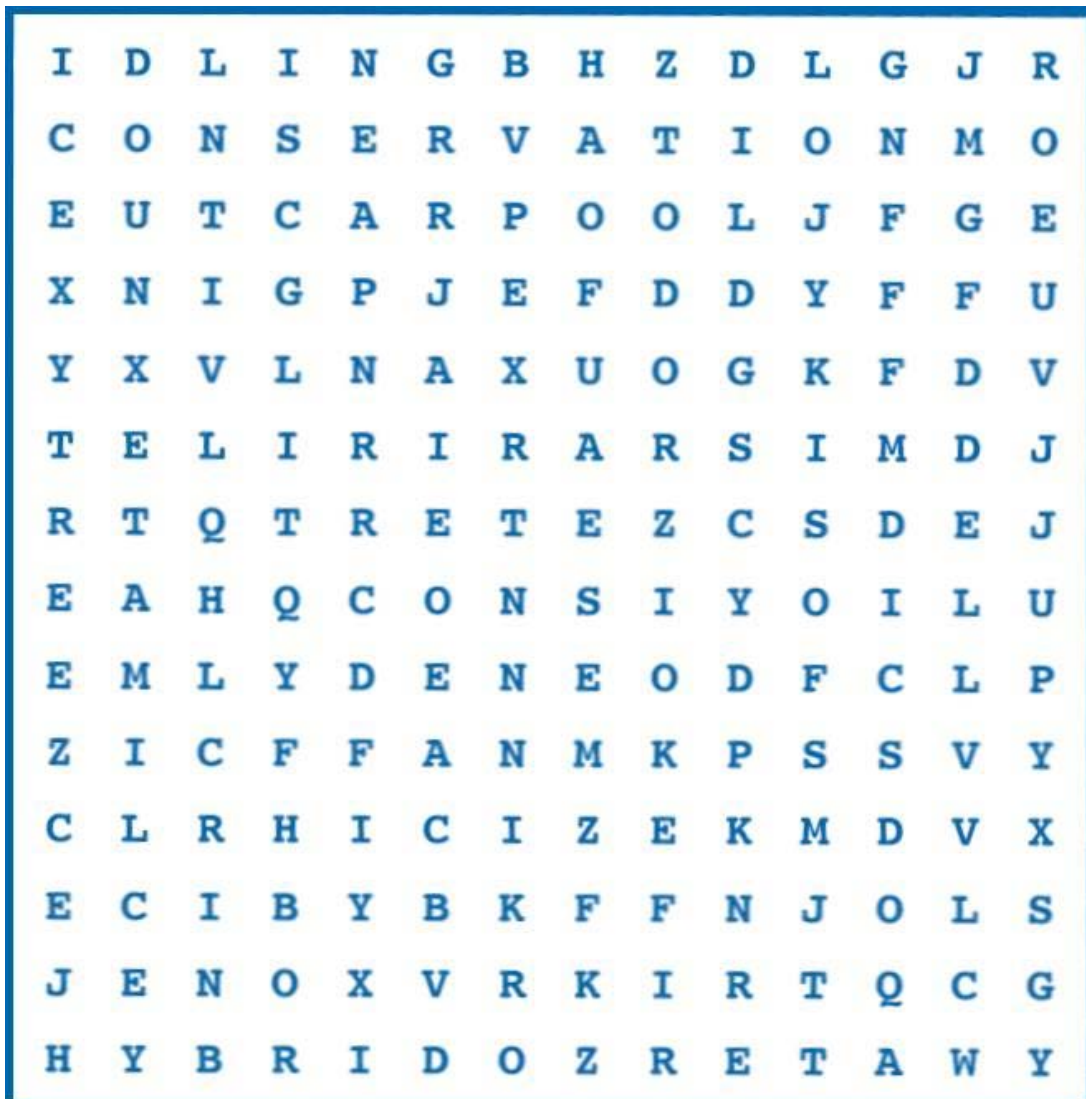 I D L I N G B H Z D L G J R
C O N S E R V A T I O N M O
E U T C A R P O O L J F G E
X N I G P J E F D D Y F F U
Y X V L N A X U O G K F D V
T E L I R I R A R S I M D J
R T Q T R E T E Z C S D E J
E A H Q C O N S I Y O I L U
E M L Y D E N E O D F C L P
Z I C F F A N M K P S S V Y
C L R H I C I Z E K M D V X
E C I B Y B K F F N J O L S
J E N O X V R K I R T Q C G
H Y B R I D O Z R E T A W Y